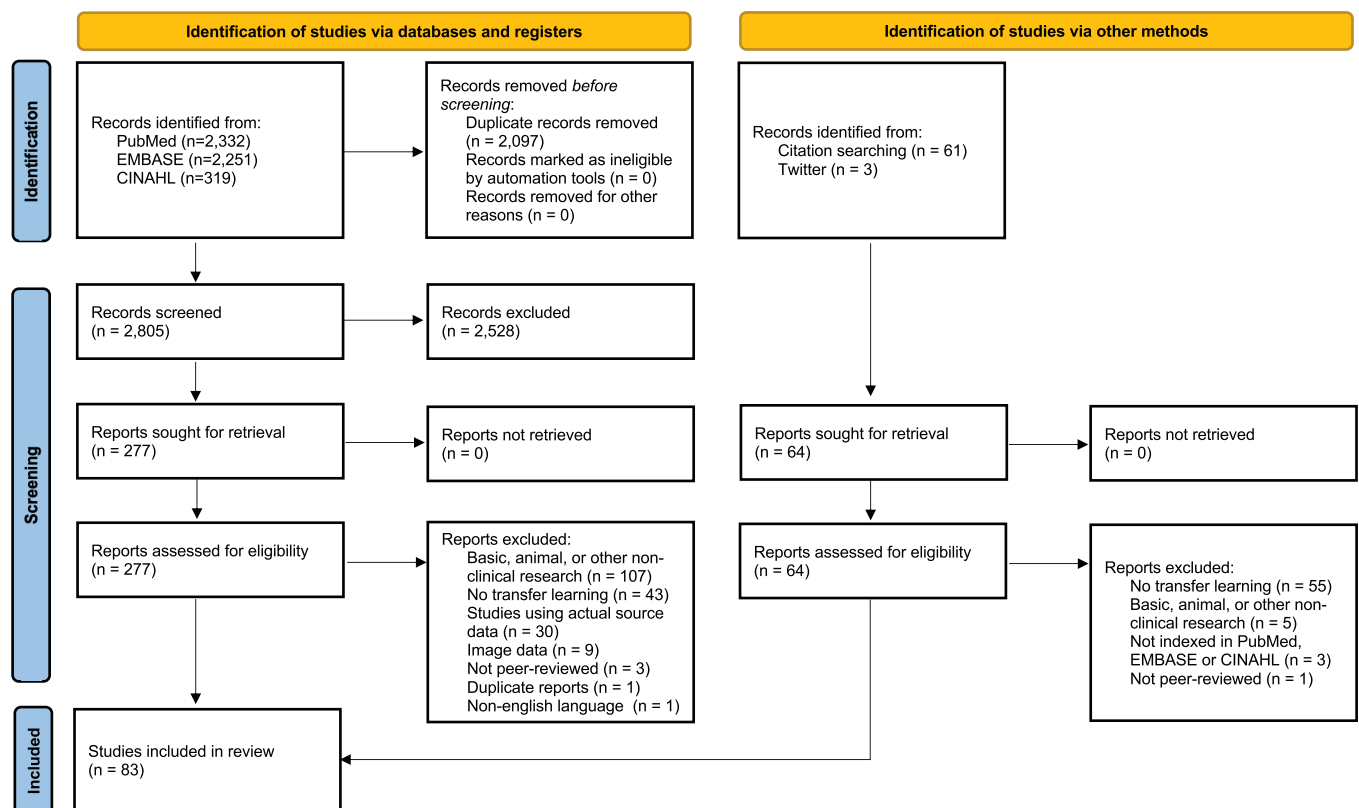 Identification of studies via databases and registers
Identification of studies via other methods
Identification
Records identified from:
PubMed (n=2,332)
EMBASE (n=2,251)
CINAHL (n=319)
Records removed before
screening:
Duplicate records removed
(n = 2,097)
Records marked as ineligible
by automation tools (n = 0)
Records removed for other
reasons (n = 0)
Records identified from:
Citation searching (n = 61)
Twitter (n = 3)
Screening
Records screened
(n = 2,805)
Records excluded
(n = 2,528)
Reports sought for retrieval
(n = 277)
Reports not retrieved
(n = 0)
Reports sought for retrieval
(n = 64)
Reports not retrieved
(n = 0)
Reports assessed for eligibility
(n = 277)
Reports excluded:
Basic, animal, or other non-
clinical research (n = 107)
No transfer learning (n = 43)
Studies using actual source
data (n = 30)
Image data (n = 9)
Not peer-reviewed (n = 3)
Duplicate reports (n = 1)
Non-english language (n = 1)
Reports assessed for eligibility
(n = 64)
Reports excluded:
No transfer learning (n = 55)
Basic, animal, or other non-
clinical research (n = 5)
Not indexed in PubMed,
EMBASE or CINAHL (n = 3)
Not peer-reviewed (n = 1)
Included
Studies included in review
(n = 83)